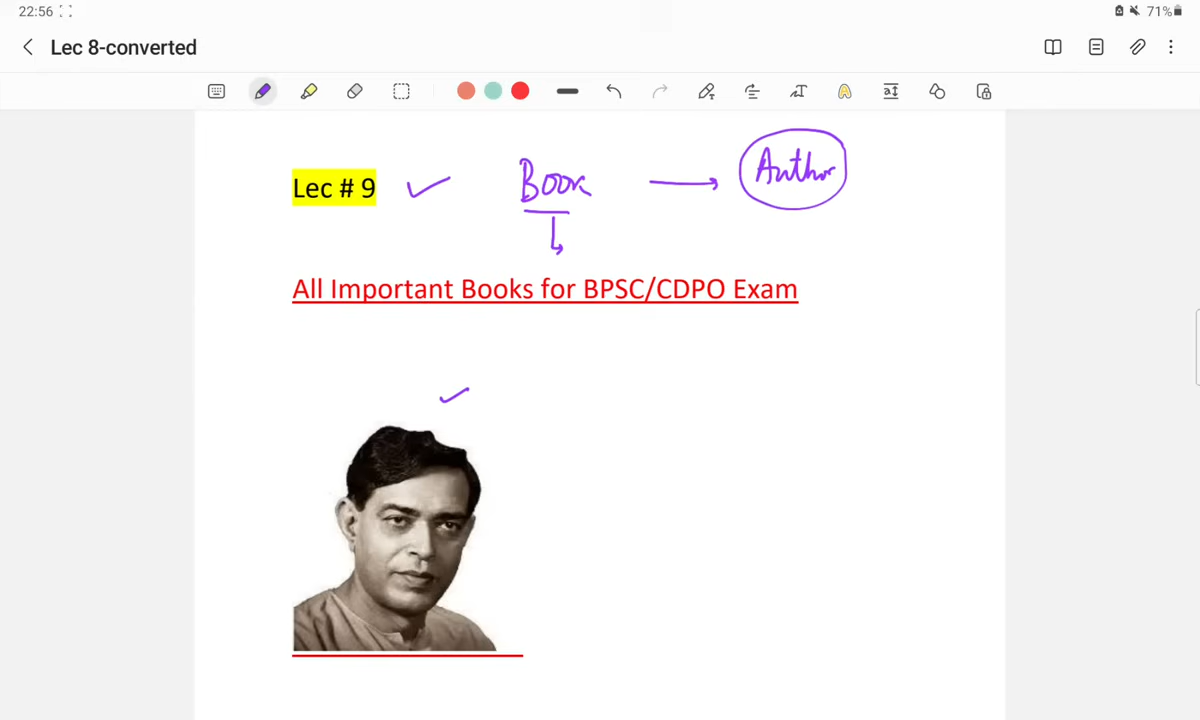 22:56 71%
Lec 8-converted
Lec # 9 Book Author
All Important Books for BPSC/CDPO Exam